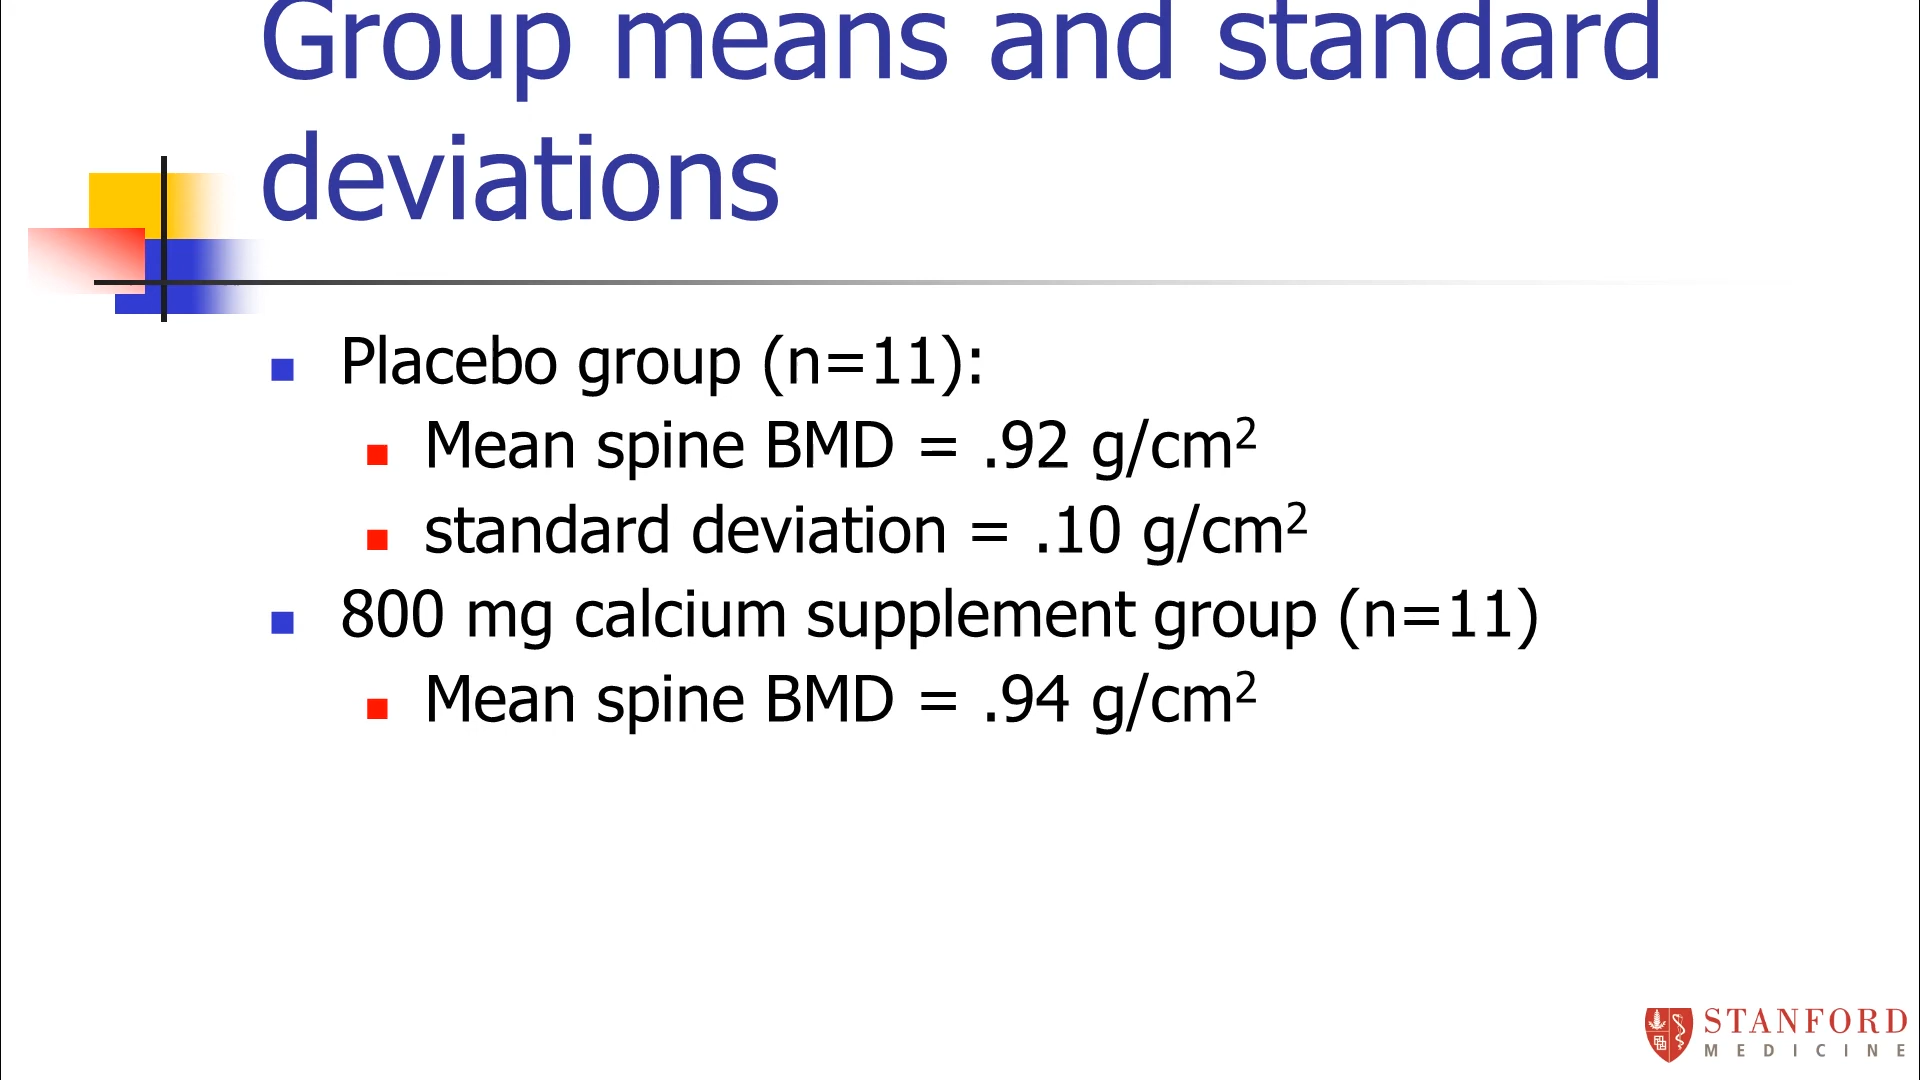 Group means and standard
deviations
Placebo group (n=11):
Mean spine BMD = .92 g/cm²
standard deviation = .10 g/cm²
800 mg calcium supplement group (n=11)
Mean spine BMD = .94 g/cm²
STANFORD
MEDICINE